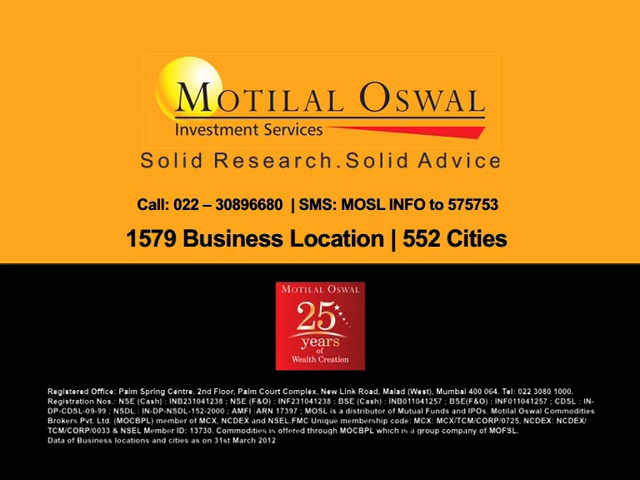 MOTILAL OSWAL
Investment Services
Solid Research.Solid Advice
Call: 022 – 30896680 | SMS: MOSL INFO to 575753
1579 Business Location | 552 Cities
MOTILAL OSWAL
25
years
of
Wealth Creation
Registered Office: Palm Spring Centre, 2nd Floor, Palm Court Complex, New Link Road, Malad (West), Mumbai 400 064. Tel: 022 3080 1000.
Registration Nos.: NSE (Cash) : INB231041238 ; NSE (F&O) : INF231041238 ; BSE (Cash) : INB011041257 ; BSE(F&O) : INF011041257 ; CDSL : IN-
DP-CDSL-09-99 ; NSDL : IN-DP-NSDL-152-2000 ; AMFI :ARN 17397 ; MOSL is a distributor of Mutual Funds and IPOs. Motilal Oswal Commodities
Brokers Pvt. Ltd. (MOCBPL) member of MCX, NCDEX and NSEL.FMC Unique membership code: MCX: MCX/TCM/CORP/0725, NCDEX: NCDEX/
TCM/CORP/0033 & NSEL Member ID: 13730. Commodities is offered through MOCBPL which is a group company of MOFSL.
Data of Business locations and cities as on 31st March 2012